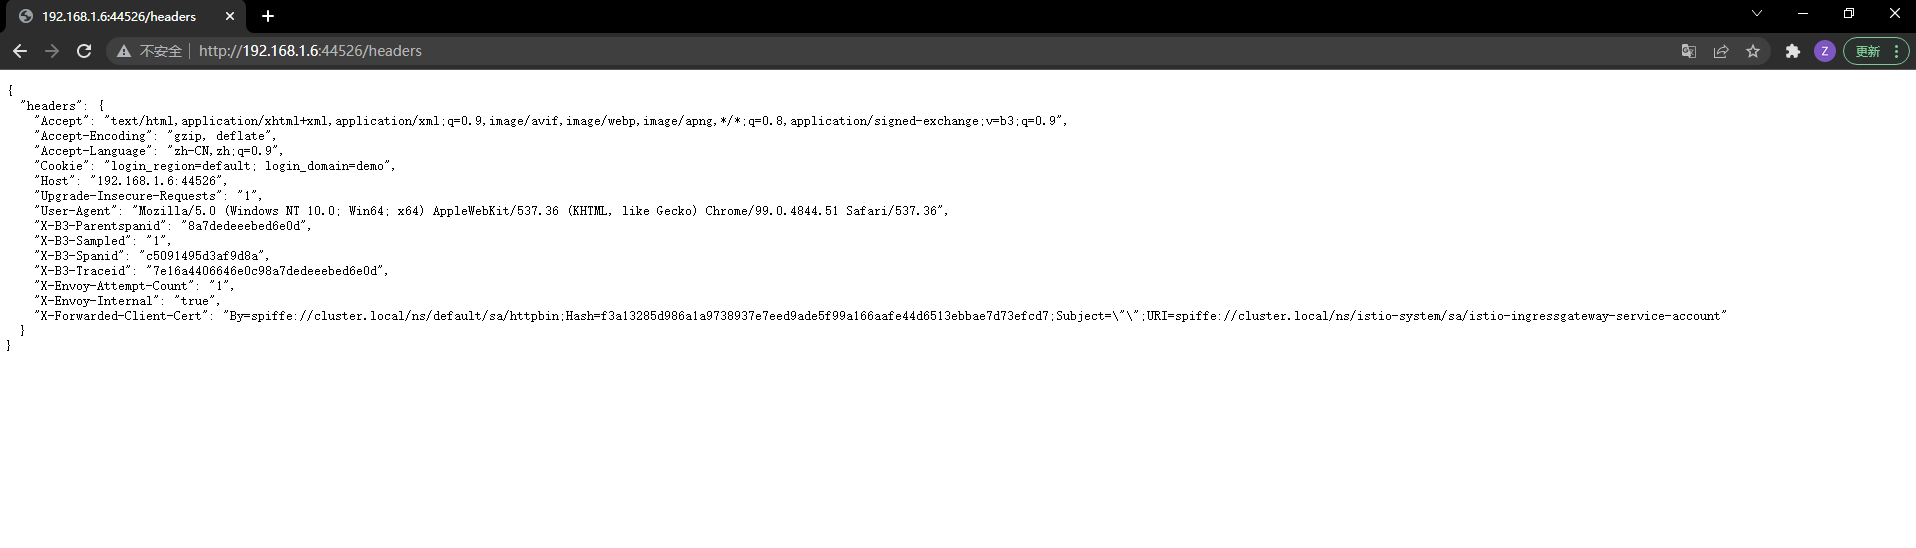 192.168.1.6:44526/headers
不安全 | http://192.168.1.6:44526/headers
Z
更新
{
  "headers": {
    "Accept": "text/html,application/xhtml+xml,application/xml;q=0.9,image/avif,image/webp,image/apng,*/*;q=0.8,application/signed-exchange;v=b3;q=0.9",
    "Accept-Encoding": "gzip, deflate",
    "Accept-Language": "zh-CN,zh;q=0.9",
    "Cookie": "login_region=default; login_domain=demo",
    "Host": "192.168.1.6:44526",
    "Upgrade-Insecure-Requests": "1",
    "User-Agent": "Mozilla/5.0 (Windows NT 10.0; Win64; x64) AppleWebKit/537.36 (KHTML, like Gecko) Chrome/99.0.4844.51 Safari/537.36",
    "X-B3-Parentspanid": "8a7dedeeebed6e0d",
    "X-B3-Sampled": "1",
    "X-B3-Spanid": "c5091495d3af9d8a",
    "X-B3-Traceid": "7e16a4406646e0c98a7dedeeebed6e0d",
    "X-Envoy-Attempt-Count": "1",
    "X-Envoy-Internal": "true",
    "X-Forwarded-Client-Cert": "By=spiffe://cluster.local/ns/default/sa/httpbin;Hash=f3a13285d986a1a9738937e7eed9ade5f99a166aafe44d6513ebbae7d73efcd7;Subject=\"\";URI=spiffe://cluster.local/ns/istio-system/sa/istio-ingressgateway-service-account"
  }
}